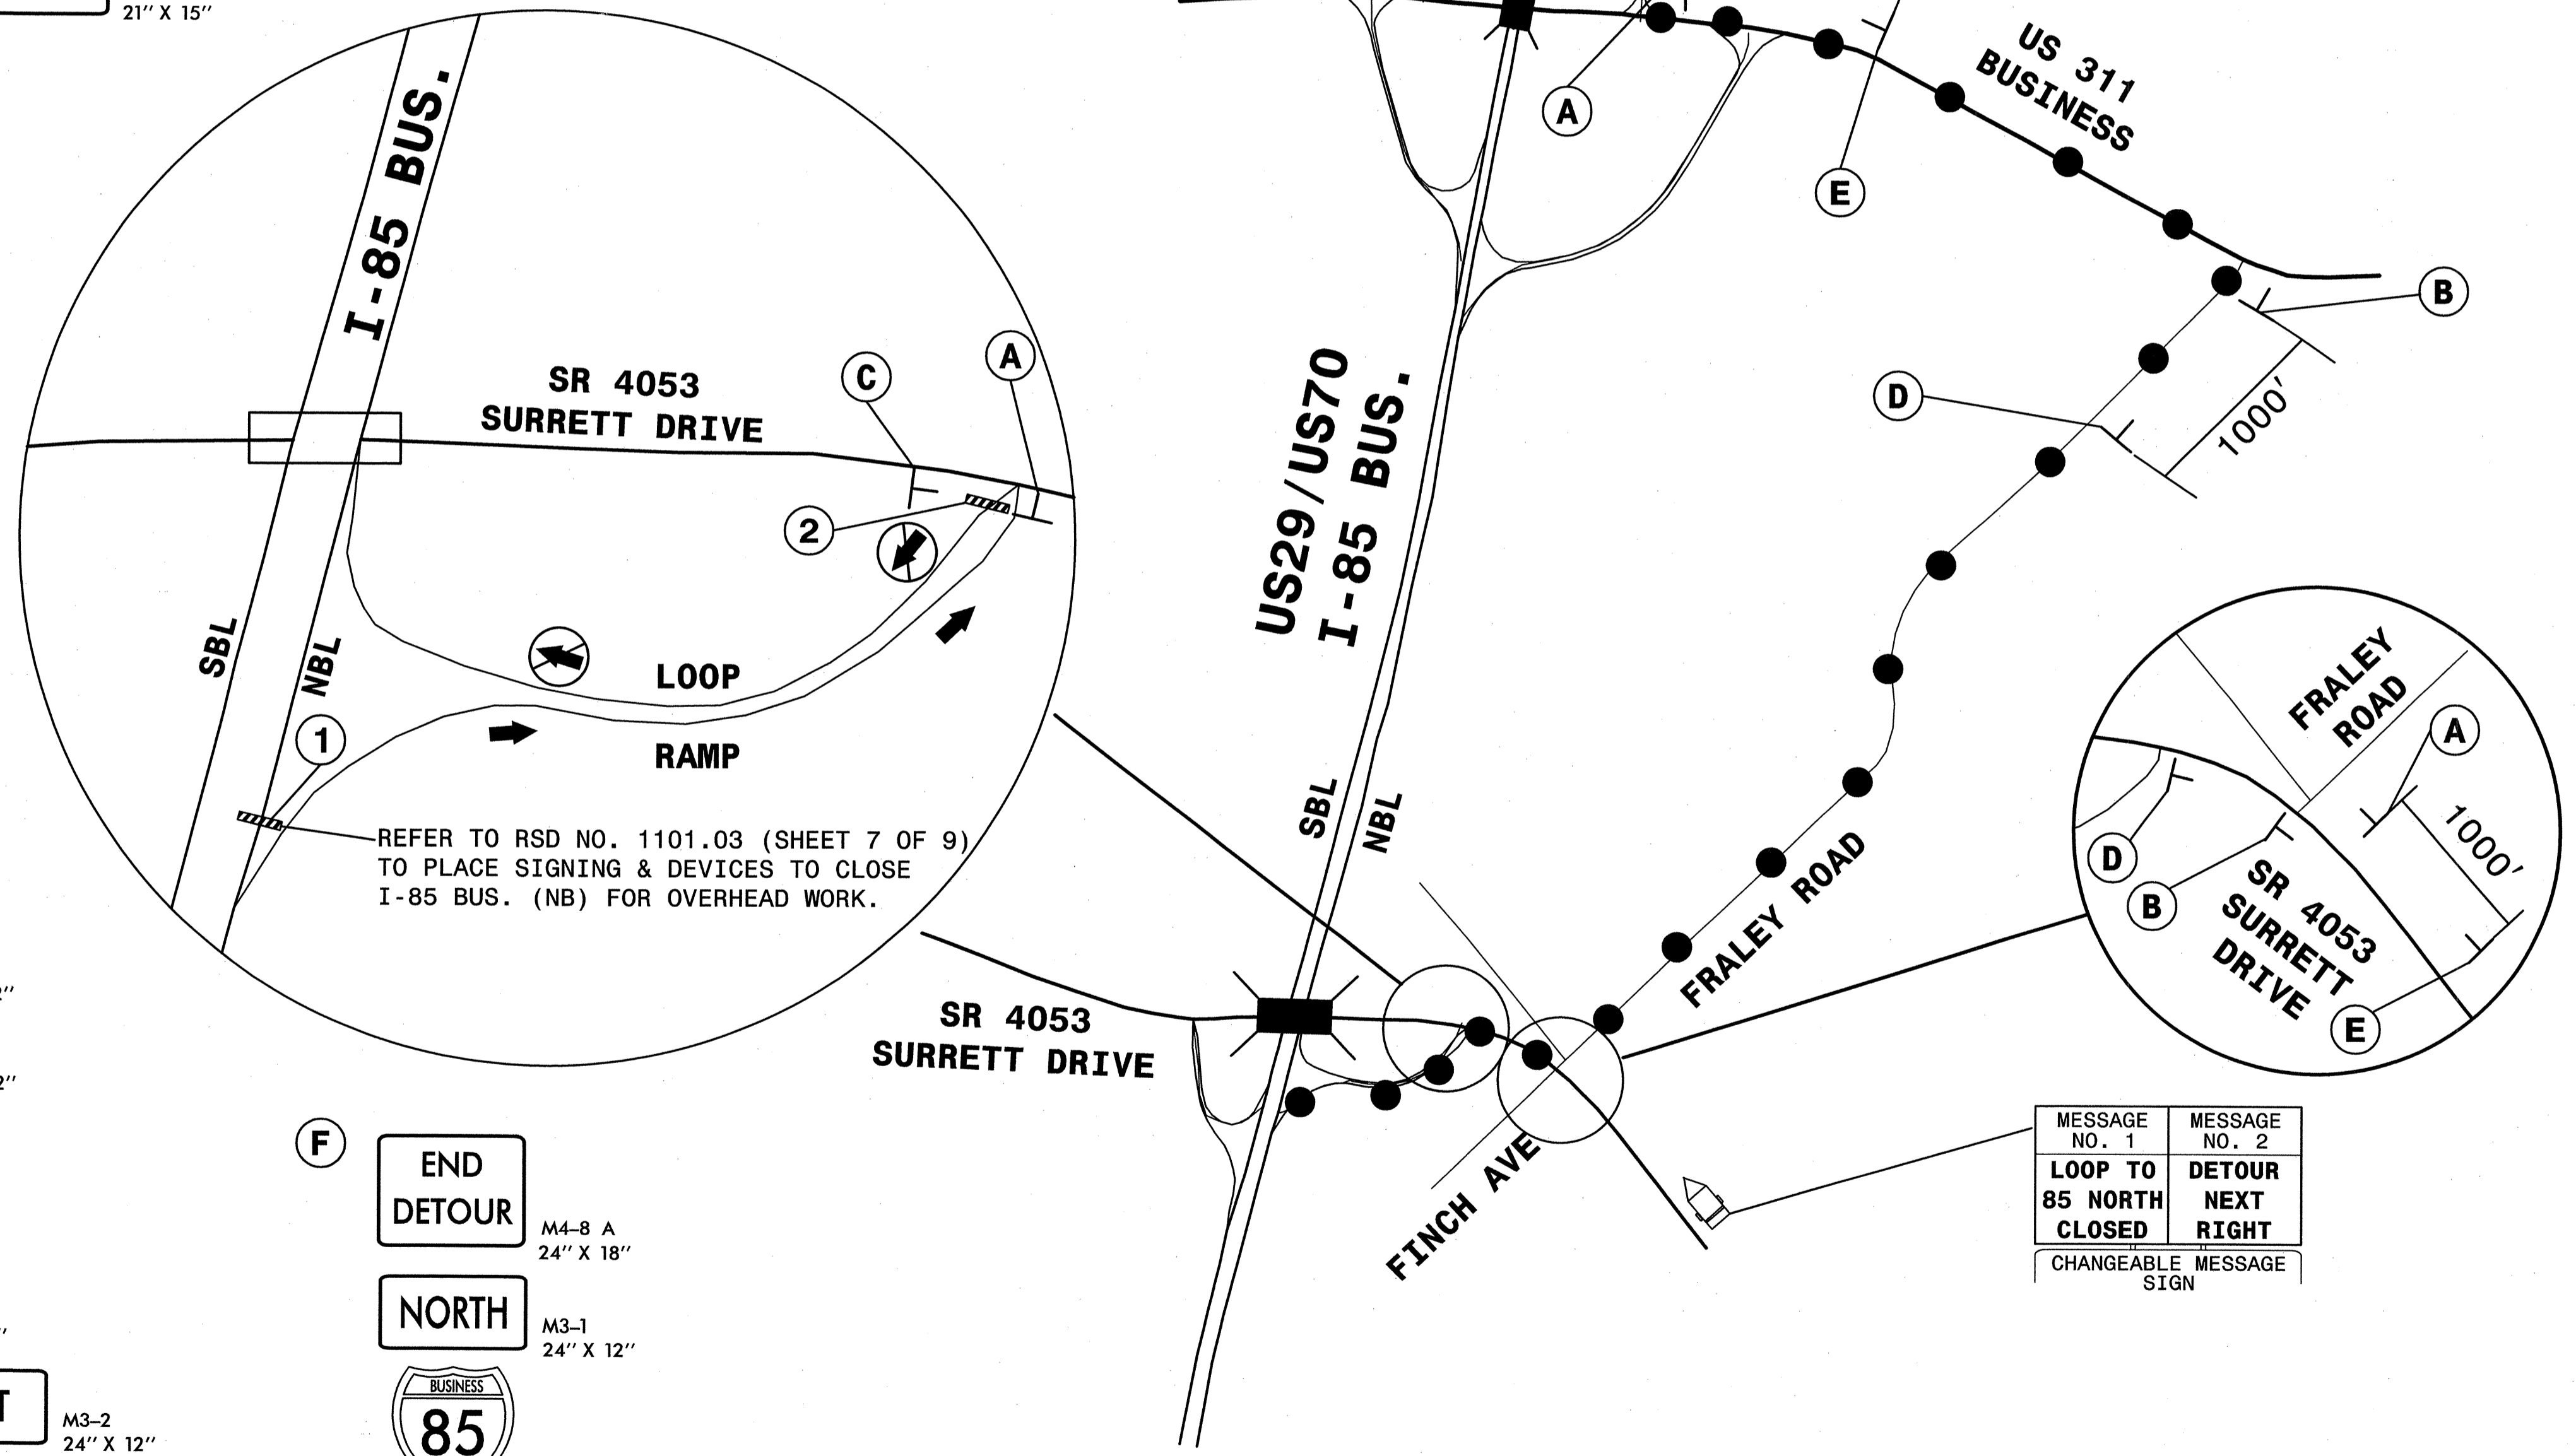 21" X 15"
I-85 BUS.
SR 4053
SURRETT DRIVE
C
A
2
SBL
NBL
LOOP
RAMP
1
REFER TO RSD NO. 1101.03 (SHEET 7 OF 9)
TO PLACE SIGNING & DEVICES TO CLOSE
I-85 BUS. (NB) FOR OVERHEAD WORK.
A
E
US 311
BUSINESS
B
D
1000'
US29/US70
I-85 BUS.
SBL
NBL
FRALEY ROAD
SR 4053
SURRETT DRIVE
FINCH AVE
FRALEY
ROAD
A
1000'
D
B
SR 4053
SURRETT
DRIVE
E
MESSAGE
NO. 1
LOOP TO
85 NORTH
CLOSED
MESSAGE
NO. 2
DETOUR
NEXT
RIGHT
CHANGEABLE MESSAGE
SIGN
F
END
DETOUR
M4-8 A
24" X 18"
NORTH
M3-1
24" X 12"
BUSINESS
85
T
M3-2
24" X 12"